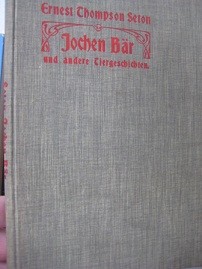 Ernest Thompson Seton
Jochen Bär
und andere Tiergeschichten.